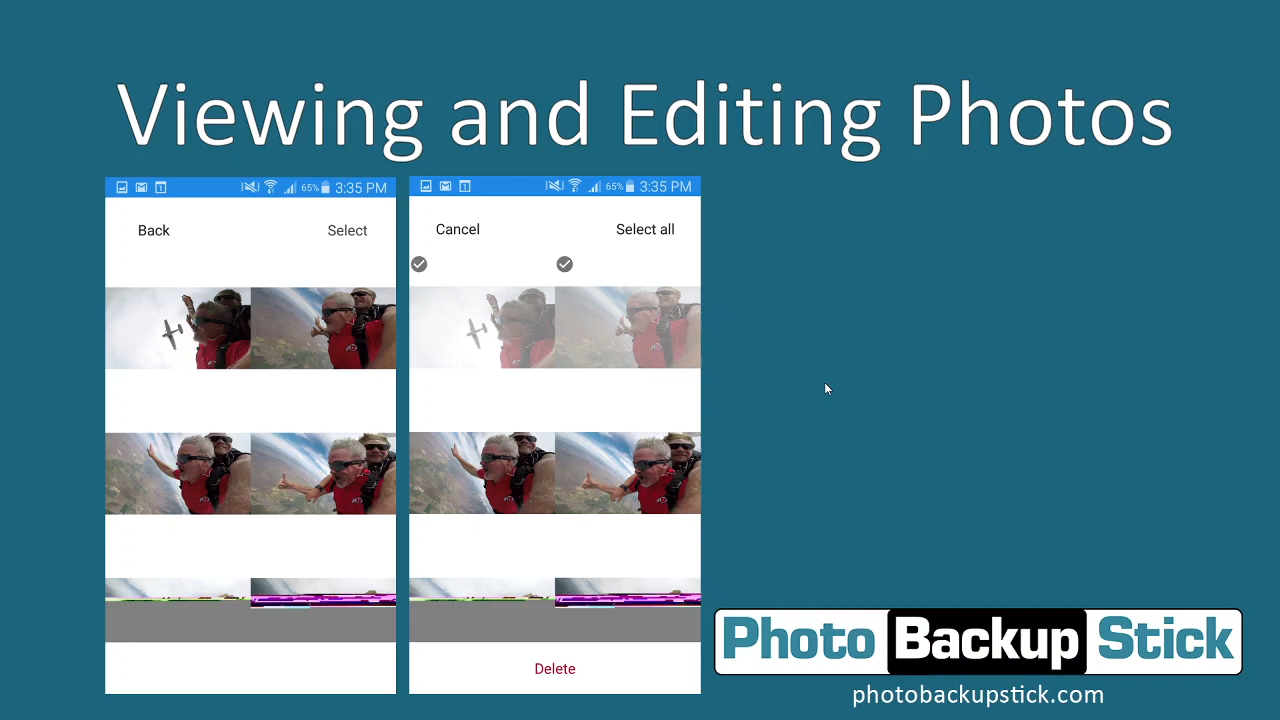 Viewing and Editing Photos
65% 3:35 PM
Back Select
65% 3:35 PM
Cancel Select all
Delete
Photo Backup Stick
photobackupstick.com